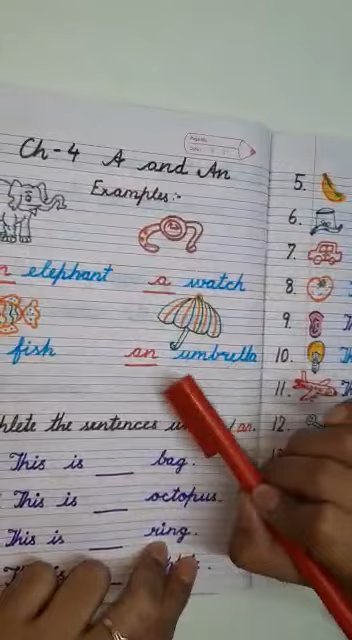 Ch-4 A and An
Examples:-
elephant
a watch
fish
an umbrella
the sentences
This is ___ bag.
This is ___ octopus.
This is ___ ring.
5.
6.
7.
8.
9.
10.
11.
12.